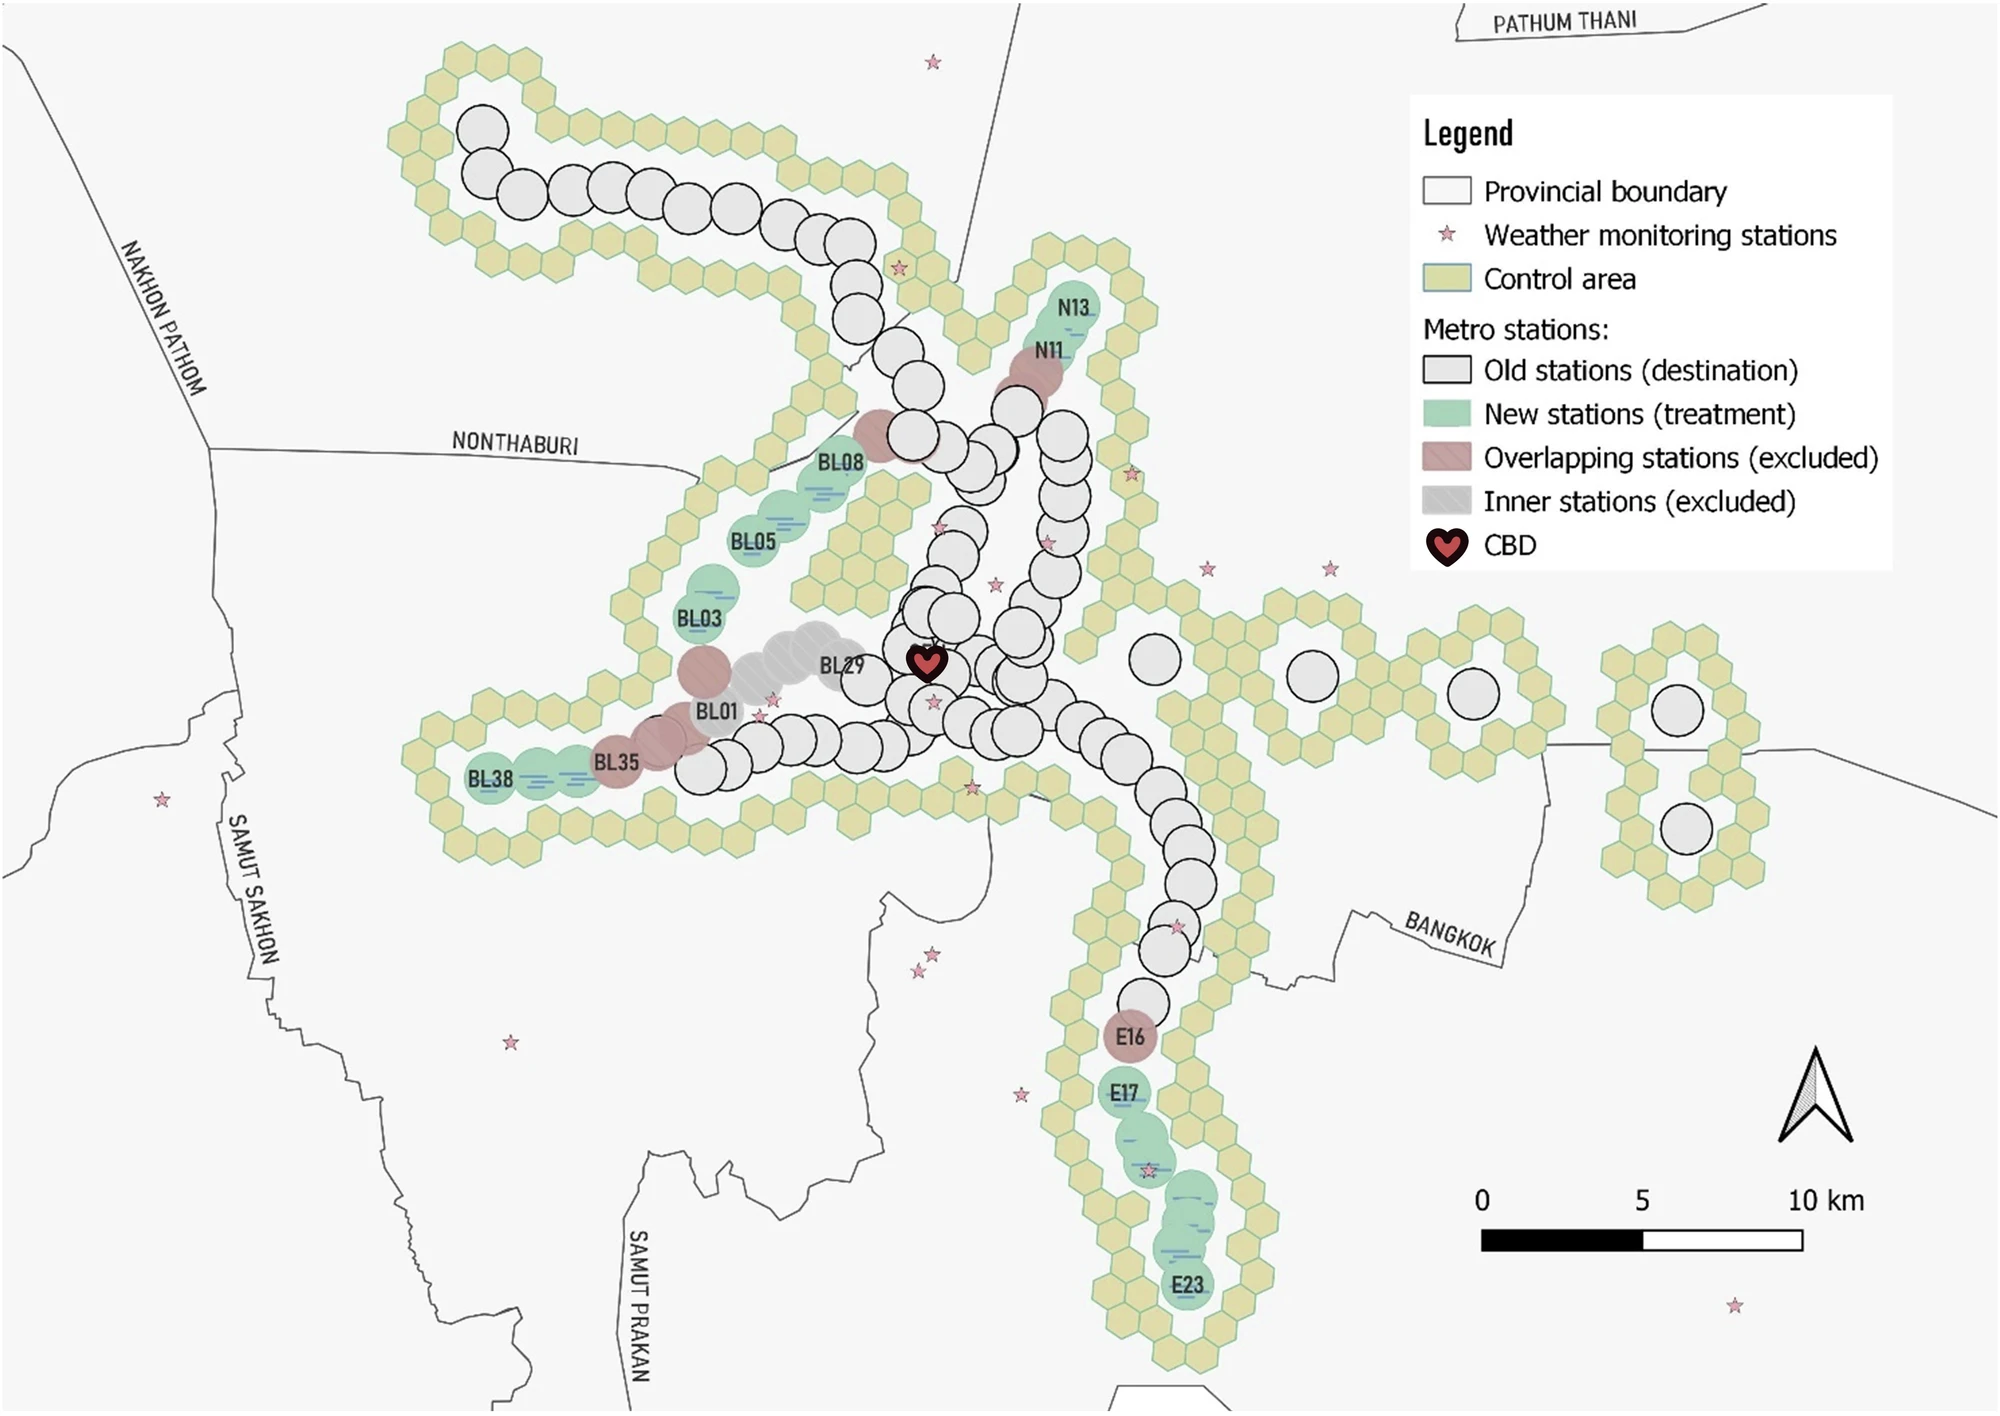 PATHUM THANI
Legend
Provincial boundary
Weather monitoring stations
Control area
Metro stations:
Old stations (destination)
New stations (treatment)
Overlapping stations (excluded)
Inner stations (excluded)
CBD
NAKHON PATHOM
N13
N11
NONTHABURI
BL08
BL05
BL03
BL29
BL01
BL35
BL38
SAMUT SAKHON
BANGKOK
E16
E17
E23
SAMUT PRAKAN
0 5 10 km